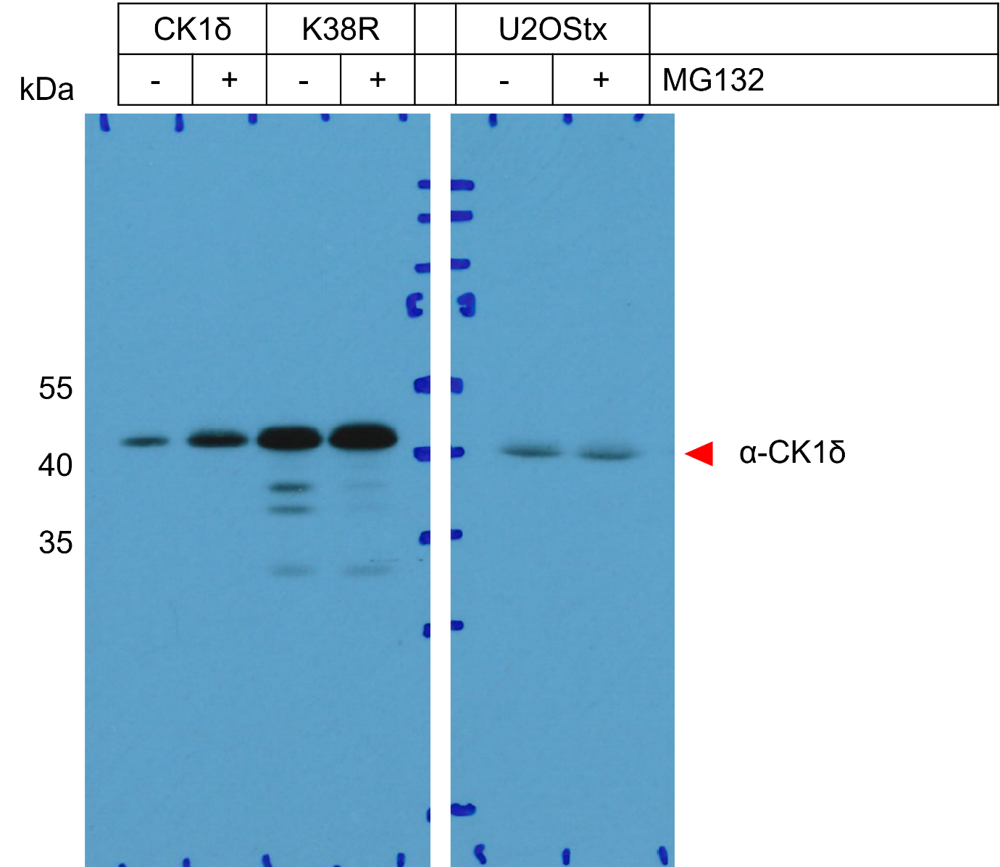 CK1δ K38R U2OStx
- + - + - + MG132
kDa
55
40
35
α-CK1δ